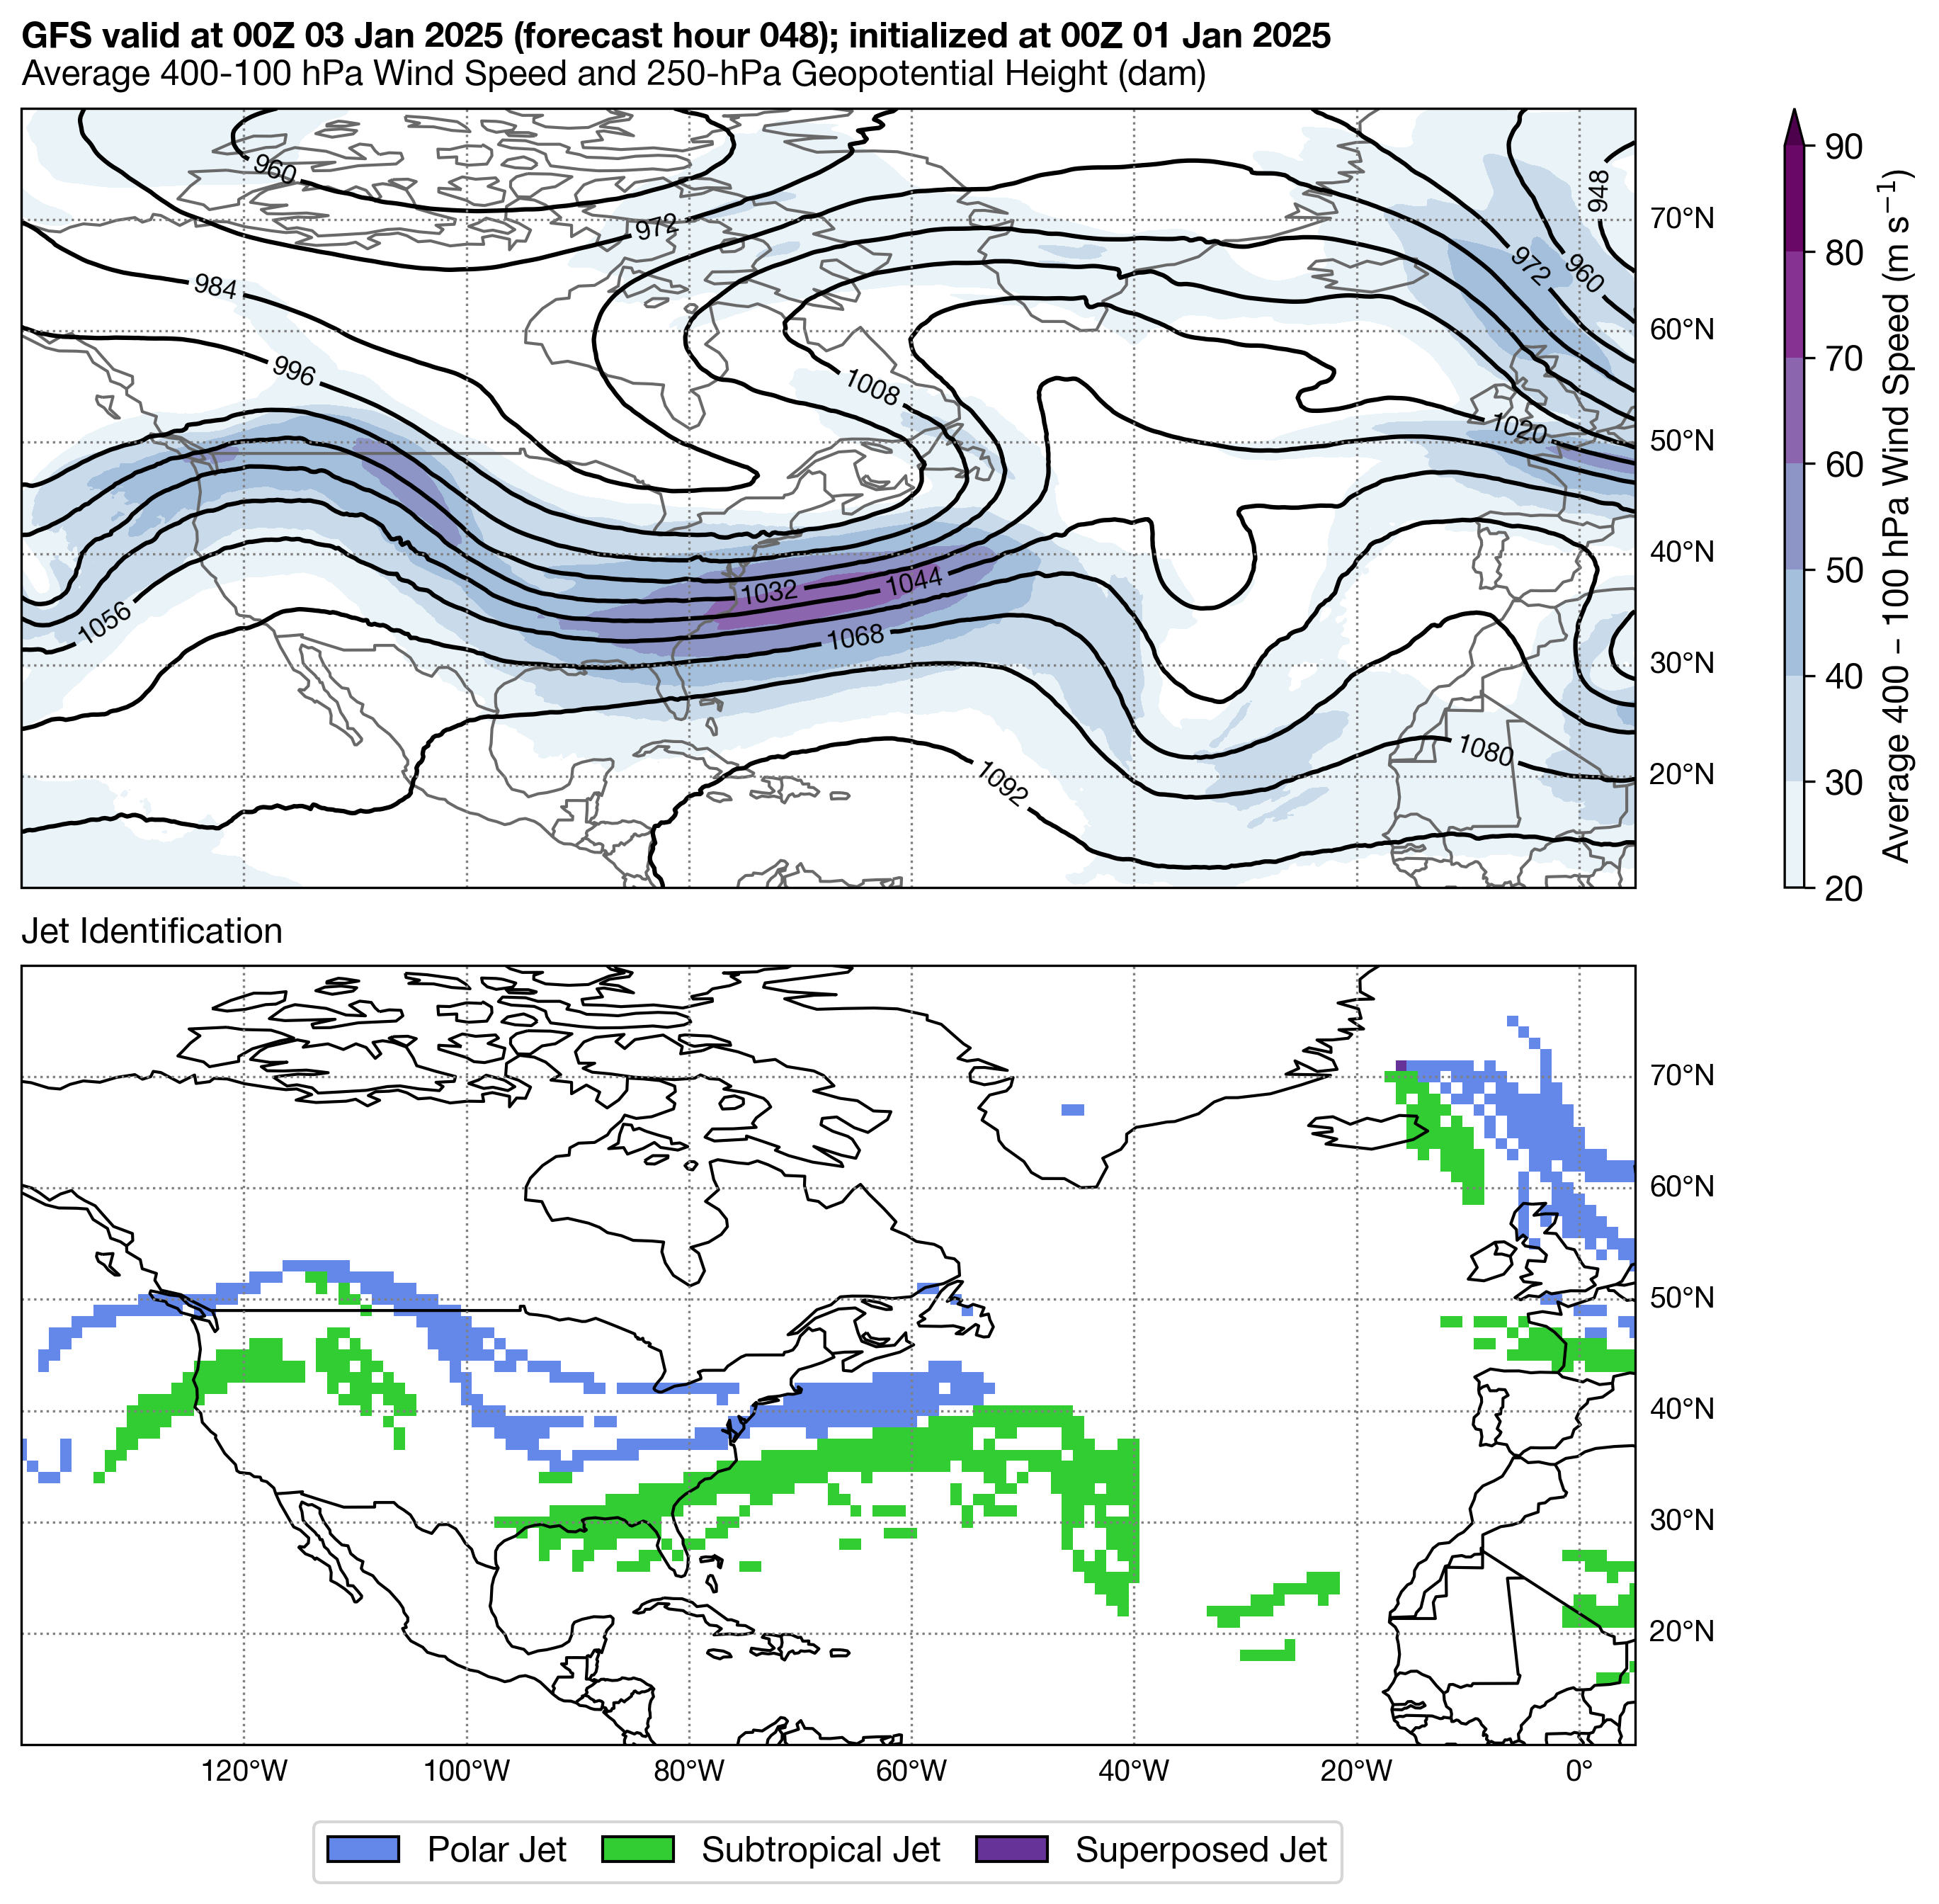 GFS valid at 00Z 03 Jan 2025 (forecast hour 048); initialized at 00Z 01 Jan 2025
Average 400-100 hPa Wind Speed and 250-hPa Geopotential Height (dam)
960
972
984
996
1008
1020
1032
1044
1056
1068
1080
1092
948
960
972
70°N
60°N
50°N
40°N
30°N
20°N
90
80
70
60
50
40
30
20
Average 400 – 100 hPa Wind Speed (m s⁻¹)
Jet Identification
70°N
60°N
50°N
40°N
30°N
20°N
120°W 100°W 80°W 60°W 40°W 20°W 0°
Polar Jet Subtropical Jet Superposed Jet